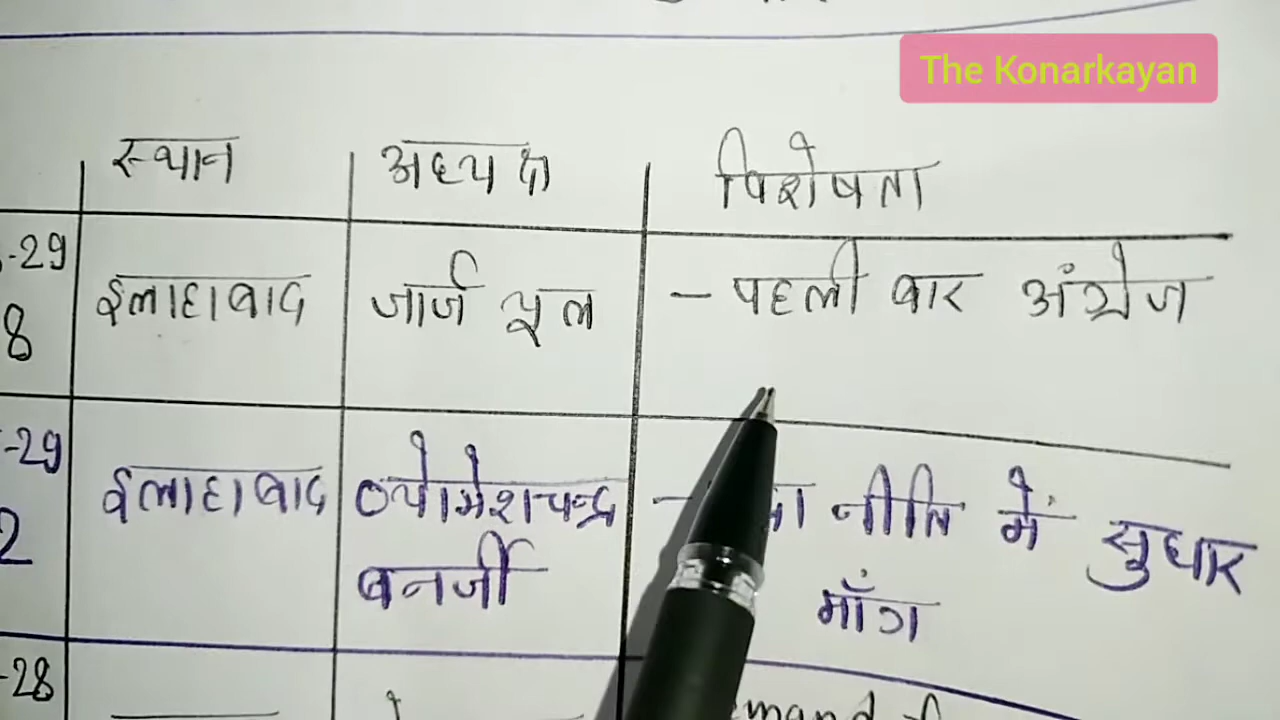 The Konarkayan
स्थान अध्यक्ष विशेषता
-29 इलाहाबाद जार्ज यूल - पहली बार अंग्रेज
8
-29 इलाहाबाद व्योमेशचन्द्र - नीति में सुधार
2 बनर्जी माँग
-28